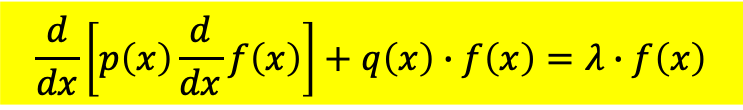 d/dx[p(x) d/dx f(x)] + q(x) · f(x) = λ · f(x)